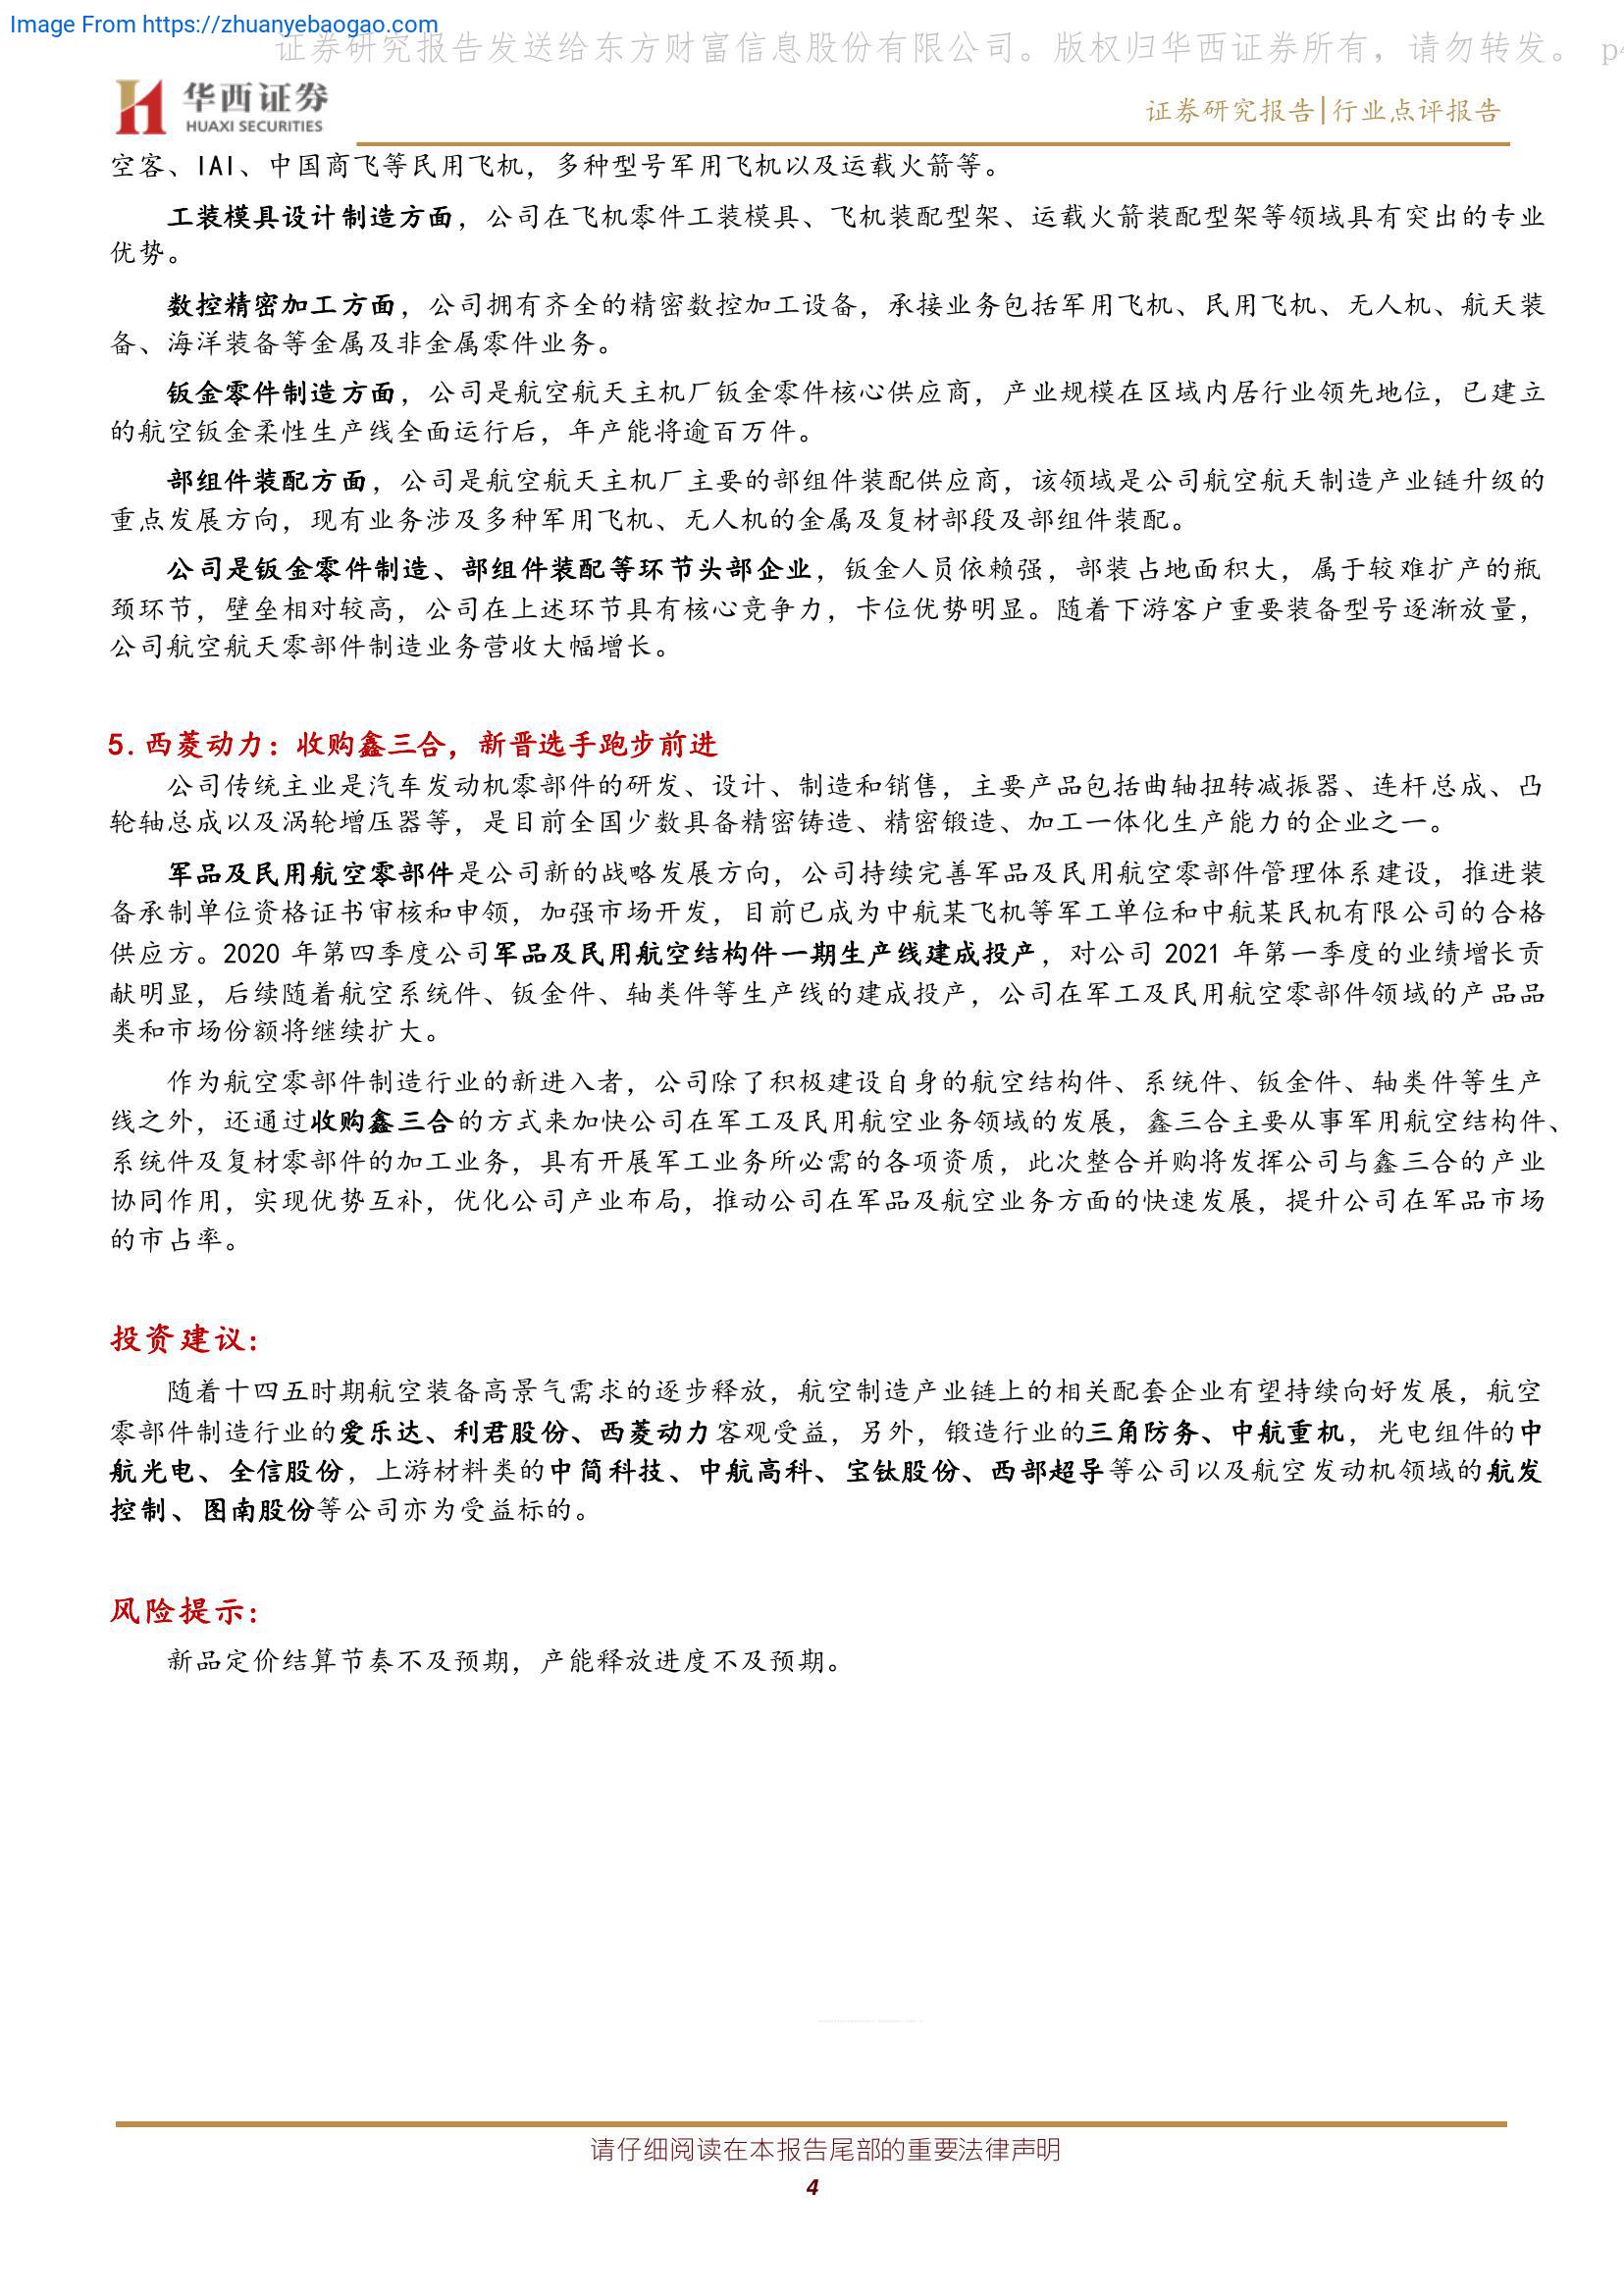 Image From https://zhuanyebaogao.com
证券研究报告发送给东方财富信息股份有限公司。版权归华西证券所有，请勿转发。 p4
华西证券
HUAXI SECURITIES
证券研究报告|行业点评报告
空客、IAI、中国商飞等民用飞机，多种型号军用飞机以及运载火箭等。
工装模具设计制造方面，公司在飞机零件工装模具、飞机装配型架、运载火箭装配型架等领域具有突出的专业
优势。
数控精密加工方面，公司拥有齐全的精密数控加工设备，承接业务包括军用飞机、民用飞机、无人机、航天装
备、海洋装备等金属及非金属零件业务。
钣金零件制造方面，公司是航空航天主机厂钣金零件核心供应商，产业规模在区域内居行业领先地位，已建立
的航空钣金柔性生产线全面运行后，年产能将逾百万件。
部组件装配方面，公司是航空航天主机厂主要的部组件装配供应商，该领域是公司航空航天制造产业链升级的
重点发展方向，现有业务涉及多种军用飞机、无人机的金属及复材部段及部组件装配。
公司是钣金零件制造、部组件装配等环节头部企业，钣金人员依赖强，部装占地面积大，属于较难扩产的瓶
颈环节，壁垒相对较高，公司在上述环节具有核心竞争力，卡位优势明显。随着下游客户重要装备型号逐渐放量，
公司航空航天零部件制造业务营收大幅增长。
5.西菱动力：收购鑫三合，新晋选手跑步前进
公司传统主业是汽车发动机零部件的研发、设计、制造和销售，主要产品包括曲轴扭转减振器、连杆总成、凸
轮轴总成以及涡轮增压器等，是目前全国少数具备精密铸造、精密锻造、加工一体化生产能力的企业之一。
军品及民用航空零部件是公司新的战略发展方向，公司持续完善军品及民用航空零部件管理体系建设，推进装
备承制单位资格证书审核和申领，加强市场开发，目前已成为中航某飞机等军工单位和中航某民机有限公司的合格
供应方。2020 年第四季度公司军品及民用航空结构件一期生产线建成投产，对公司 2021 年第一季度的业绩增长贡
献明显，后续随着航空系统件、钣金件、轴类件等生产线的建成投产，公司在军工及民用航空零部件领域的产品品
类和市场份额将继续扩大。
作为航空零部件制造行业的新进入者，公司除了积极建设自身的航空结构件、系统件、钣金件、轴类件等生产
线之外，还通过收购鑫三合的方式来加快公司在军工及民用航空业务领域的发展，鑫三合主要从事军用航空结构件、
系统件及复材零部件的加工业务，具有开展军工业务所必需的各项资质，此次整合并购将发挥公司与鑫三合的产业
协同作用，实现优势互补，优化公司产业布局，推动公司在军品及航空业务方面的快速发展，提升公司在军品市场
的市占率。
投资建议：
随着十四五时期航空装备高景气需求的逐步释放，航空制造产业链上的相关配套企业有望持续向好发展，航空
零部件制造行业的爱乐达、利君股份、西菱动力客观受益，另外，锻造行业的三角防务、中航重机，光电组件的中
航光电、全信股份，上游材料类的中简科技、中航高科、宝钛股份、西部超导等公司以及航空发动机领域的航发
控制、图南股份等公司亦为受益标的。
风险提示：
新品定价结算节奏不及预期，产能释放进度不及预期。
请仔细阅读在本报告尾部的重要法律声明
4